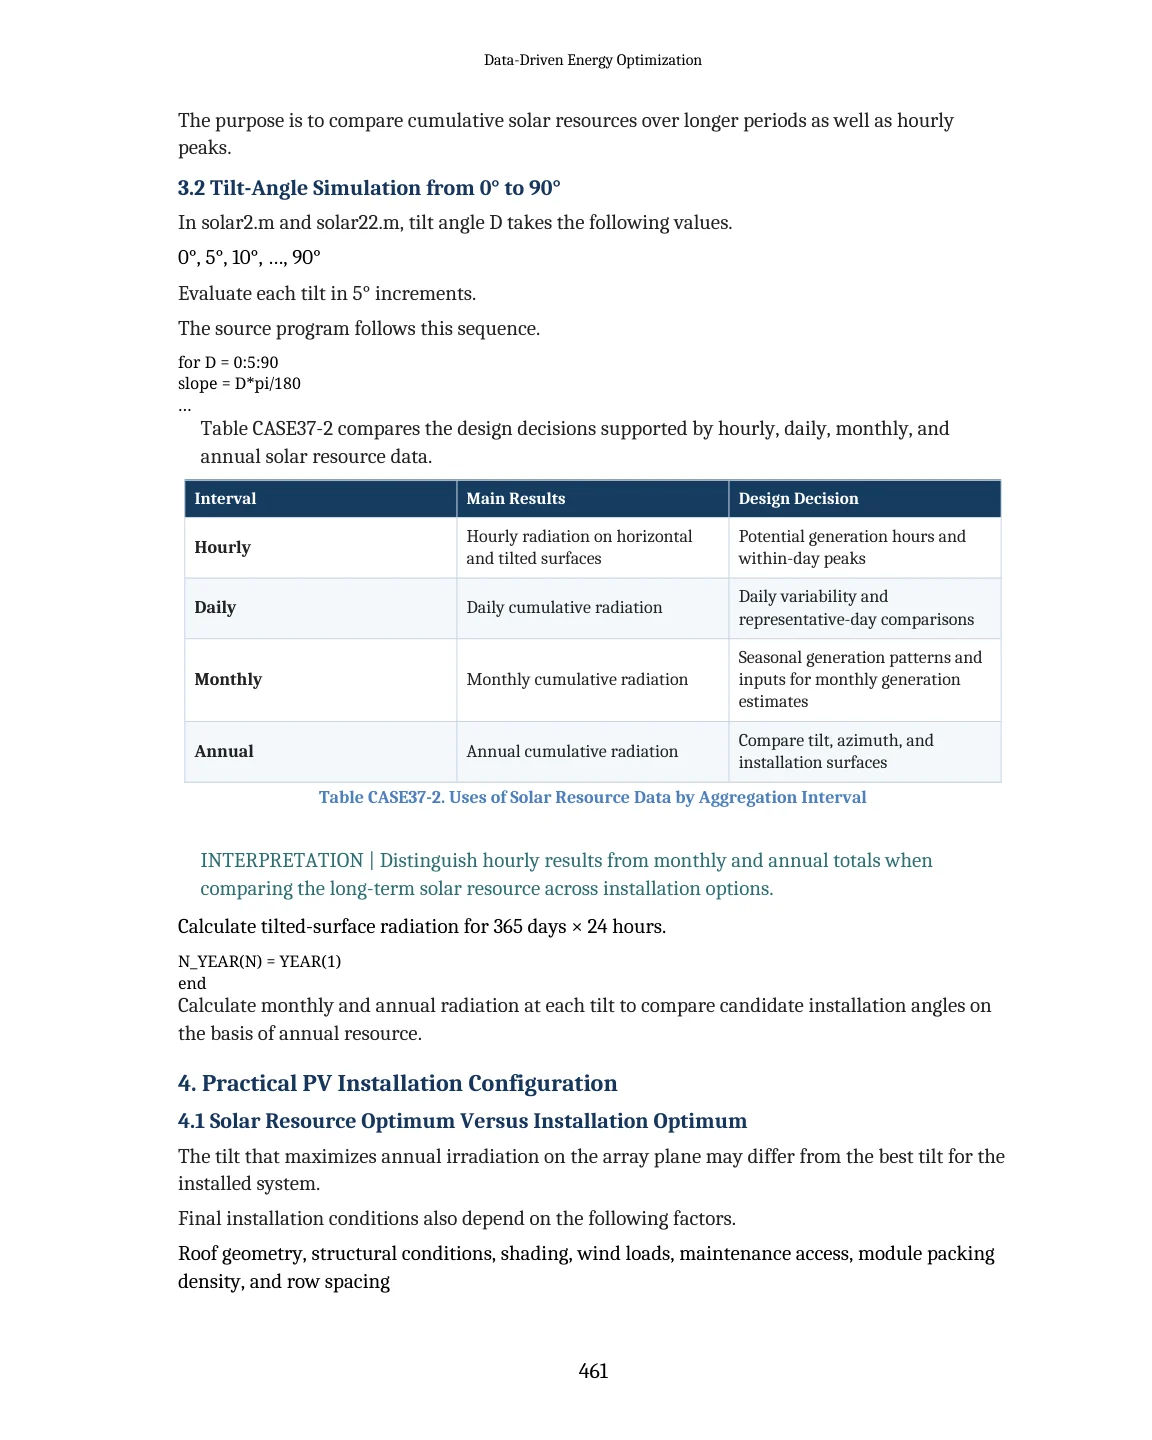 Data-Driven Energy Optimization
The purpose is to compare cumulative solar resources over longer periods as well as hourly
peaks.
3.2 Tilt-Angle Simulation from 0° to 90°
In solar2.m and solar22.m, tilt angle D takes the following values.
0°, 5°, 10°, …, 90°
Evaluate each tilt in 5° increments.
The source program follows this sequence.
for D = 0:5:90
slope = D*pi/180
…
Table CASE37-2 compares the design decisions supported by hourly, daily, monthly, and
annual solar resource data.
Interval Main Results Design Decision
Hourly
Hourly radiation on horizontal
and tilted surfaces
Potential generation hours and
within-day peaks
Daily
Daily cumulative radiation
Daily variability and
representative-day comparisons
Monthly
Monthly cumulative radiation
Seasonal generation patterns and
inputs for monthly generation
estimates
Annual
Annual cumulative radiation
Compare tilt, azimuth, and
installation surfaces
Table CASE37-2. Uses of Solar Resource Data by Aggregation Interval
INTERPRETATION | Distinguish hourly results from monthly and annual totals when
comparing the long-term solar resource across installation options.
Calculate tilted-surface radiation for 365 days × 24 hours.
N_YEAR(N) = YEAR(1)
end
Calculate monthly and annual radiation at each tilt to compare candidate installation angles on
the basis of annual resource.
4. Practical PV Installation Configuration
4.1 Solar Resource Optimum Versus Installation Optimum
The tilt that maximizes annual irradiation on the array plane may differ from the best tilt for the
installed system.
Final installation conditions also depend on the following factors.
Roof geometry, structural conditions, shading, wind loads, maintenance access, module packing
density, and row spacing
461